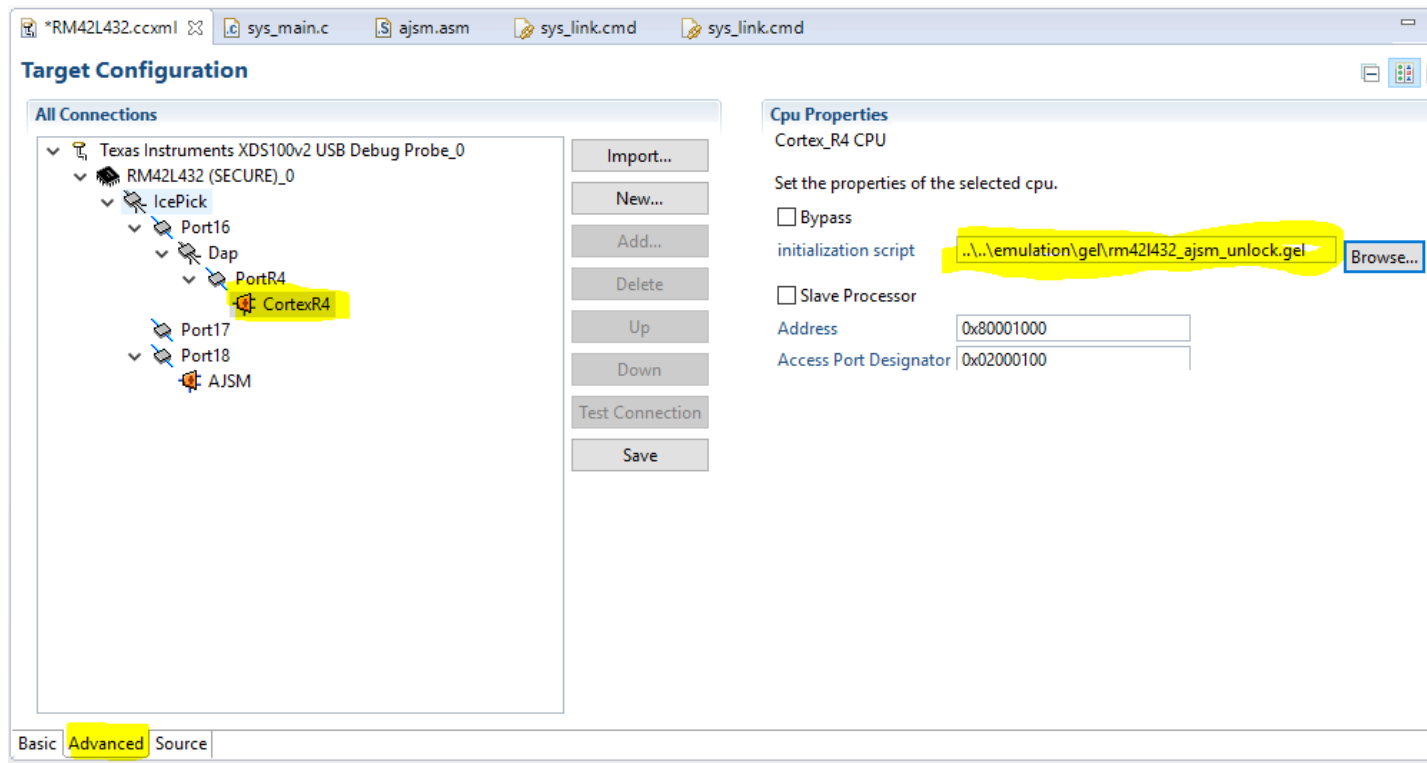 *RM42L432.ccxml
sys_main.c
ajsm.asm
sys_link.cmd
sys_link.cmd
Target Configuration
All Connections
Texas Instruments XDS100v2 USB Debug Probe_0
RM42L432 (SECURE)_0
IcePick
Port16
Dap
PortR4
CortexR4
Port17
Port18
AJSM
Import...
New...
Add...
Delete
Up
Down
Test Connection
Save
Cpu Properties
Cortex_R4 CPU
Set the properties of the selected cpu.
Bypass
initialization script ..\..\emulation\gel\rm42l432_ajsm_unlock.gel Browse...
Slave Processor
Address 0x80001000
Access Port Designator 0x02000100
Basic Advanced Source